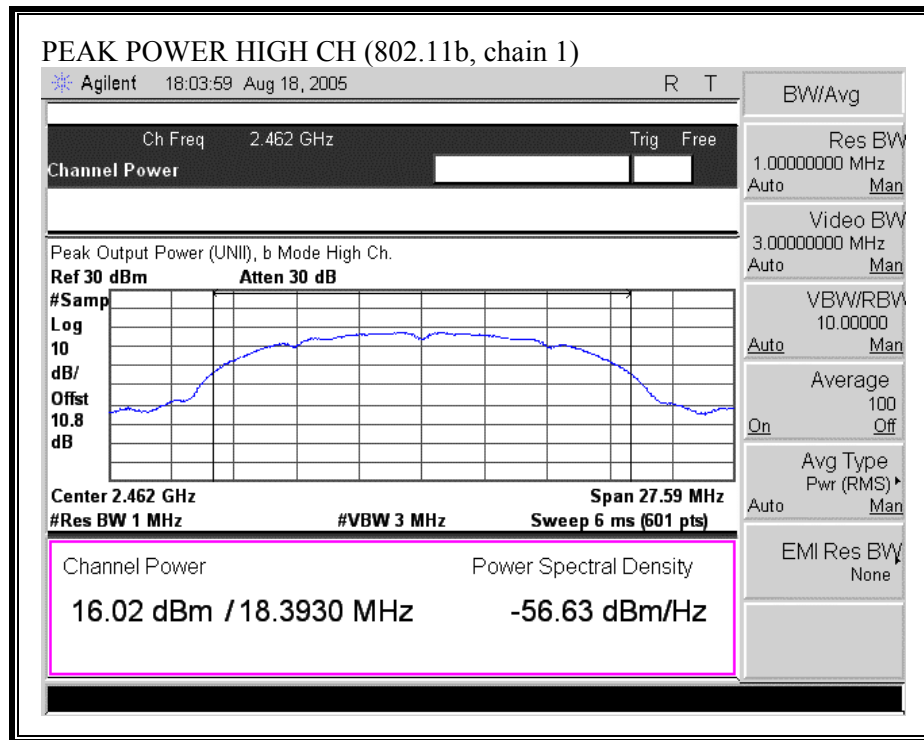 PEAK POWER HIGH CH (802.11b, chain 1)
Agilent 18:03:59 Aug 18, 2005 R T
Ch Freq 2.462 GHz Trig Free
Channel Power
Peak Output Power (UNII), b Mode High Ch.
Ref 30 dBm Atten 30 dB
#Samp
Log
10
dB/
Offst
10.8
dB
Center 2.462 GHz Span 27.59 MHz
#Res BW 1 MHz #VBW 3 MHz Sweep 6 ms (601 pts)
Channel Power Power Spectral Density
16.02 dBm / 18.3930 MHz -56.63 dBm/Hz
BW/Avg
Res BW
1.00000000 MHz
Auto Man
Video BW
3.00000000 MHz
Auto Man
VBW/RBW
10.00000
Auto Man
Average
100
On Off
Avg Type
Pwr (RMS)
Auto Man
EMI Res BW
None